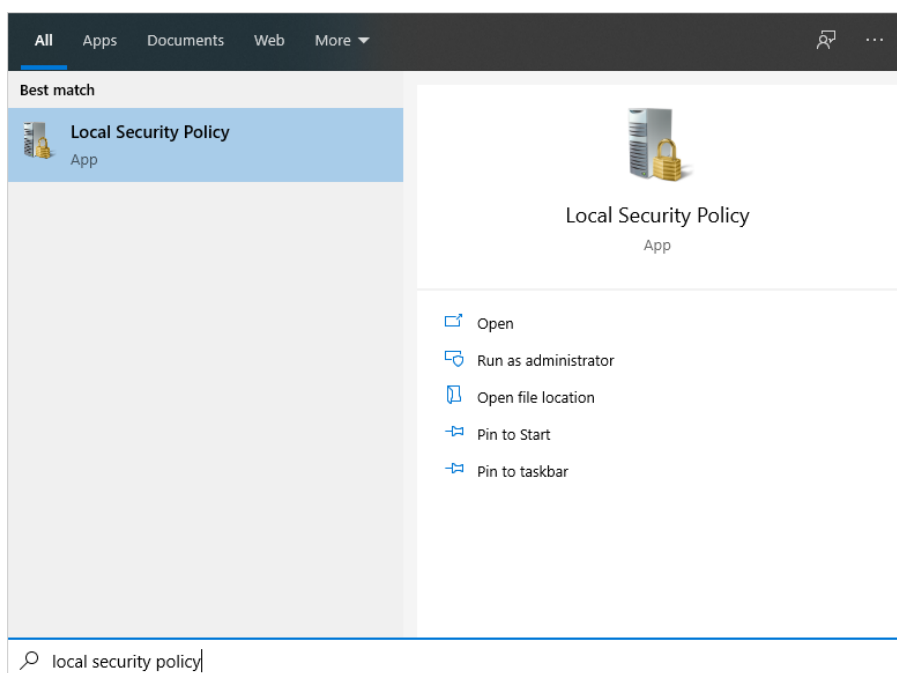 All Apps Documents Web More
Best match
Local Security Policy
App
Local Security Policy
App
Open
Run as administrator
Open file location
Pin to Start
Pin to taskbar
local security policy